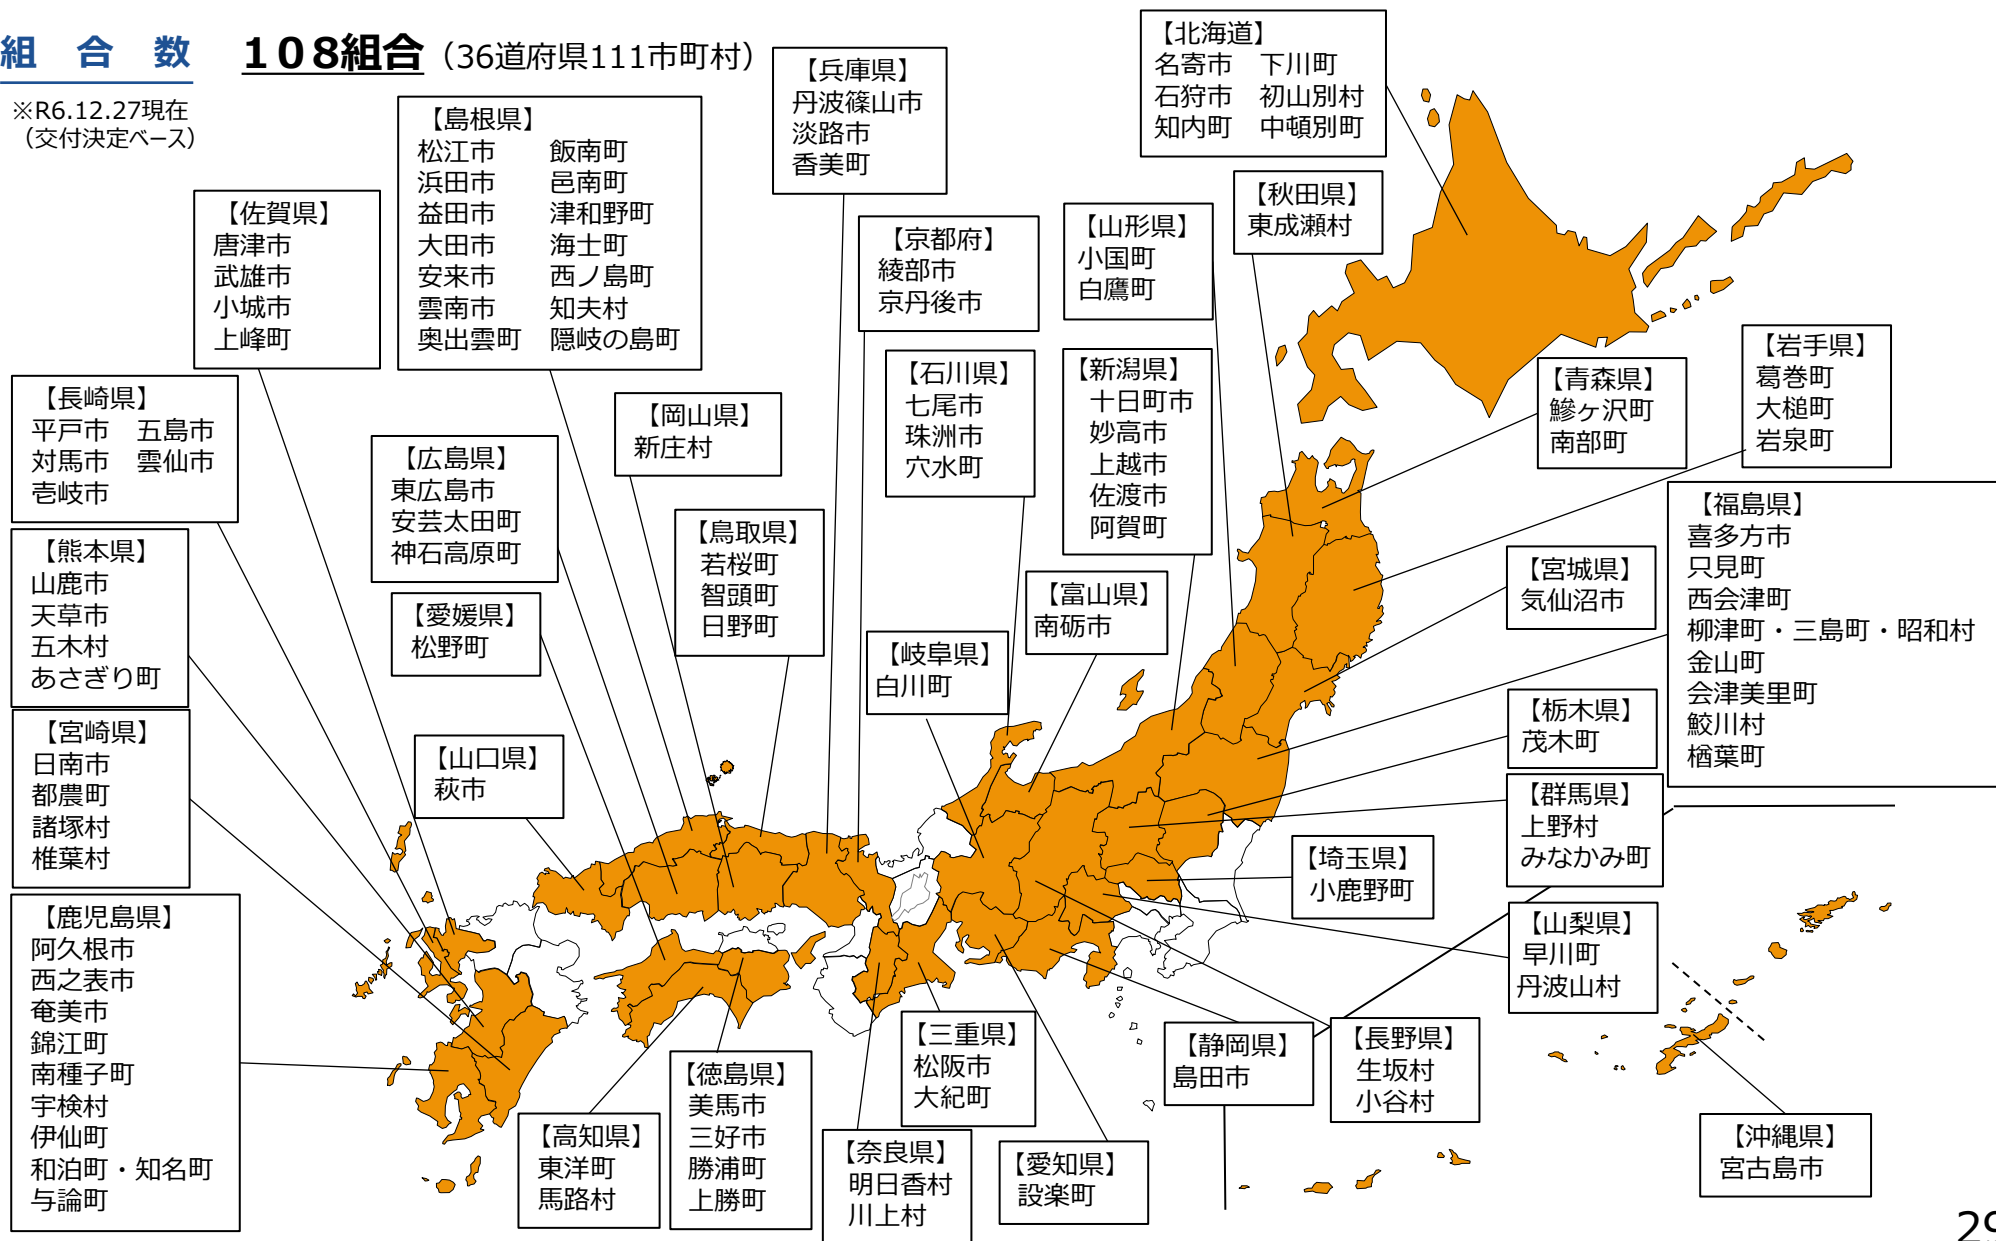 組 合 数 108組合（36道府県111市町村）
※R6.12.27現在
（交付決定ベース）
【北海道】
名寄市 下川町
石狩市 初山別村
知内町 中頓別町
【兵庫県】
丹波篠山市
淡路市
香美町
【島根県】
松江市 飯南町
浜田市 邑南町
益田市 津和野町
大田市 海士町
安来市 西ノ島町
雲南市 知夫村
奥出雲町 隠岐の島町
【佐賀県】
唐津市
武雄市
小城市
上峰町
【京都府】
綾部市
京丹後市
【山形県】
小国町
白鷹町
【秋田県】
東成瀬村
【岩手県】
葛巻町
大槌町
岩泉町
【青森県】
鰺ヶ沢町
南部町
【石川県】
七尾市
珠洲市
穴水町
【新潟県】
十日町市
妙高市
上越市
佐渡市
阿賀町
【長崎県】
平戸市 五島市
対馬市 雲仙市
壱岐市
【岡山県】
新庄村
【広島県】
東広島市
安芸太田町
神石高原町
【鳥取県】
若桜町
智頭町
日野町
【福島県】
喜多方市
只見町
西会津町
柳津町・三島町・昭和村
金山町
会津美里町
鮫川村
楢葉町
【熊本県】
山鹿市
天草市
五木村
あさぎり町
【愛媛県】
松野町
【富山県】
南砺市
【宮城県】
気仙沼市
【岐阜県】
白川町
【宮崎県】
日南市
都農町
諸塚村
椎葉村
【山口県】
萩市
【栃木県】
茂木町
【群馬県】
上野村
みなかみ町
【埼玉県】
小鹿野町
【鹿児島県】
阿久根市
西之表市
奄美市
錦江町
南種子町
宇検村
伊仙町
和泊町・知名町
与論町
【山梨県】
早川町
丹波山村
【三重県】
松阪市
大紀町
【静岡県】
島田市
【長野県】
生坂村
小谷村
【高知県】
東洋町
馬路村
【徳島県】
美馬市
三好市
勝浦町
上勝町
【奈良県】
明日香村
川上村
【愛知県】
設楽町
【沖縄県】
宮古島市
29